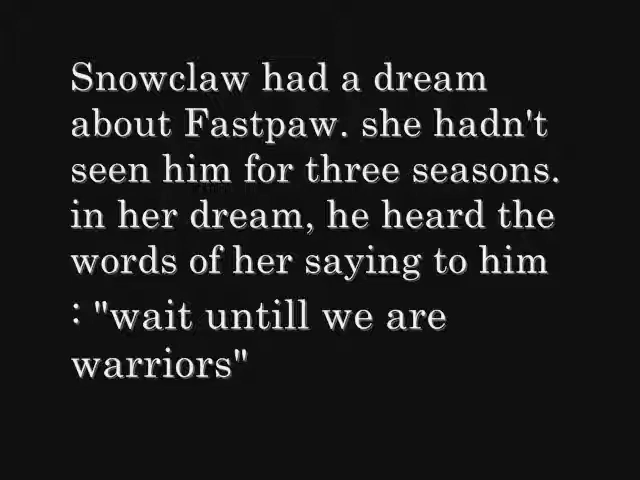 Snowclaw had a dream
about Fastpaw. she hadn't
seen him for three seasons.
in her dream, he heard the
words of her saying to him
: "wait untill we are
warriors"